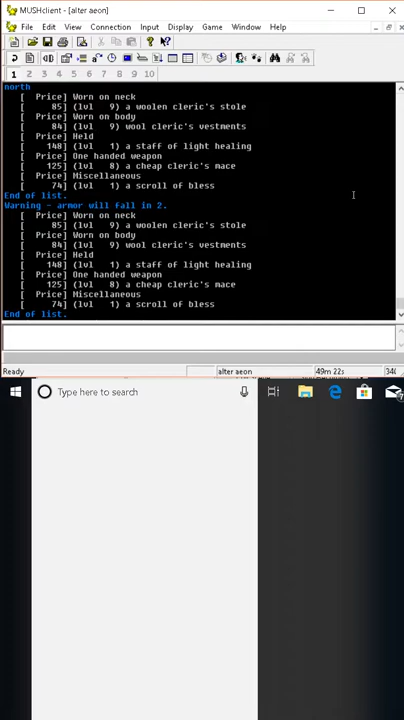 MUSHclient - [alter aeon]
File Edit View Connection Input Display Game Window Help
1 2 3 4 5 6 7 8 9 10
north
[ Price] Worn on neck
[ 85] (lvl 9) a woolen cleric's stole
[ Price] Worn on body
[ 84] (lvl 9) wool cleric's vestments
[ Price] Held
[ 148] (lvl 1) a staff of light healing
[ Price] One handed weapon
[ 125] (lvl 8) a cheap cleric's mace
[ Price] Miscellaneous
[ 74] (lvl 1) a scroll of bless
End of list.
Warning - armor will fall in 2.
[ Price] Worn on neck
[ 85] (lvl 9) a woolen cleric's stole
[ Price] Worn on body
[ 84] (lvl 9) wool cleric's vestments
[ Price] Held
[ 148] (lvl 1) a staff of light healing
[ Price] One handed weapon
[ 125] (lvl 8) a cheap cleric's mace
[ Price] Miscellaneous
[ 74] (lvl 1) a scroll of bless
End of list.
Ready alter aeon 49m 22s
Type here to search